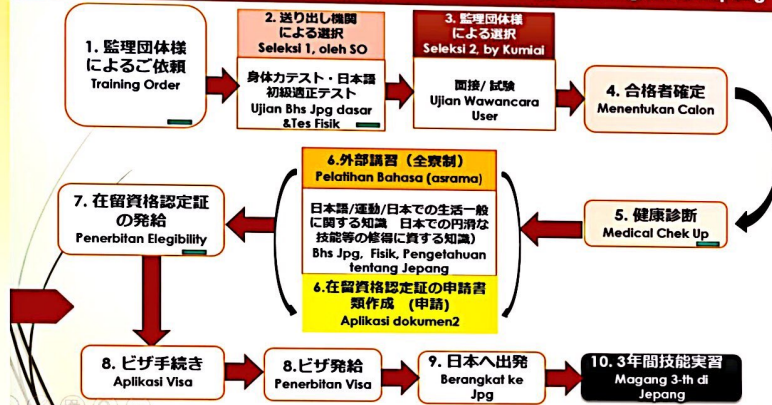 Jepang
1. 監理団体様
によるご依頼
Training Order
2. 送り出し機関
による選択
Seleksi 1, oleh SO
身体力テスト・日本語
初級適正テスト
Ujian Bhs Jpg dasar
&Tes Fisik
3. 監理団体様
による選択
Seleksi 2, by Kumiai
面接/ 試験
Ujian Wawancara
User
4. 合格者確定
Menentukan Calon
5. 健康診断
Medical Chek Up
6.外部講習（全寮制）
Pelatihan Bahasa (asrama)
日本語/運動/日本での生活一般
に関する知識　日本での円滑な
技能等の修得に資する知識）
Bhs Jpg, Fisik, Pengetahuan
tentang Jepang
6.在留資格認定証の申請書
類作成　(申請)
Aplikasi dokumen2
7. 在留資格認定証
の発給
Penerbitan Elegibility
8. ビザ手続き
Aplikasi Visa
8.ビザ発給
Penerbitan Visa
9. 日本へ出発
Berangkat ke
Jpg
10. 3年間技能実習
Magang 3-th di
Jepang